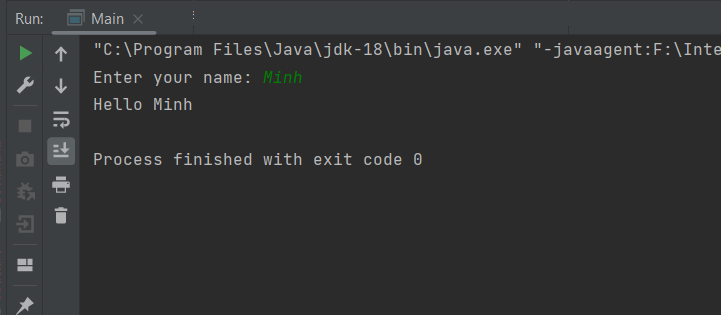 Run: Main
"C:\Program Files\Java\jdk-18\bin\java.exe" "-javaagent:F:\Inte
Enter your name: Minh
Hello Minh
Process finished with exit code 0